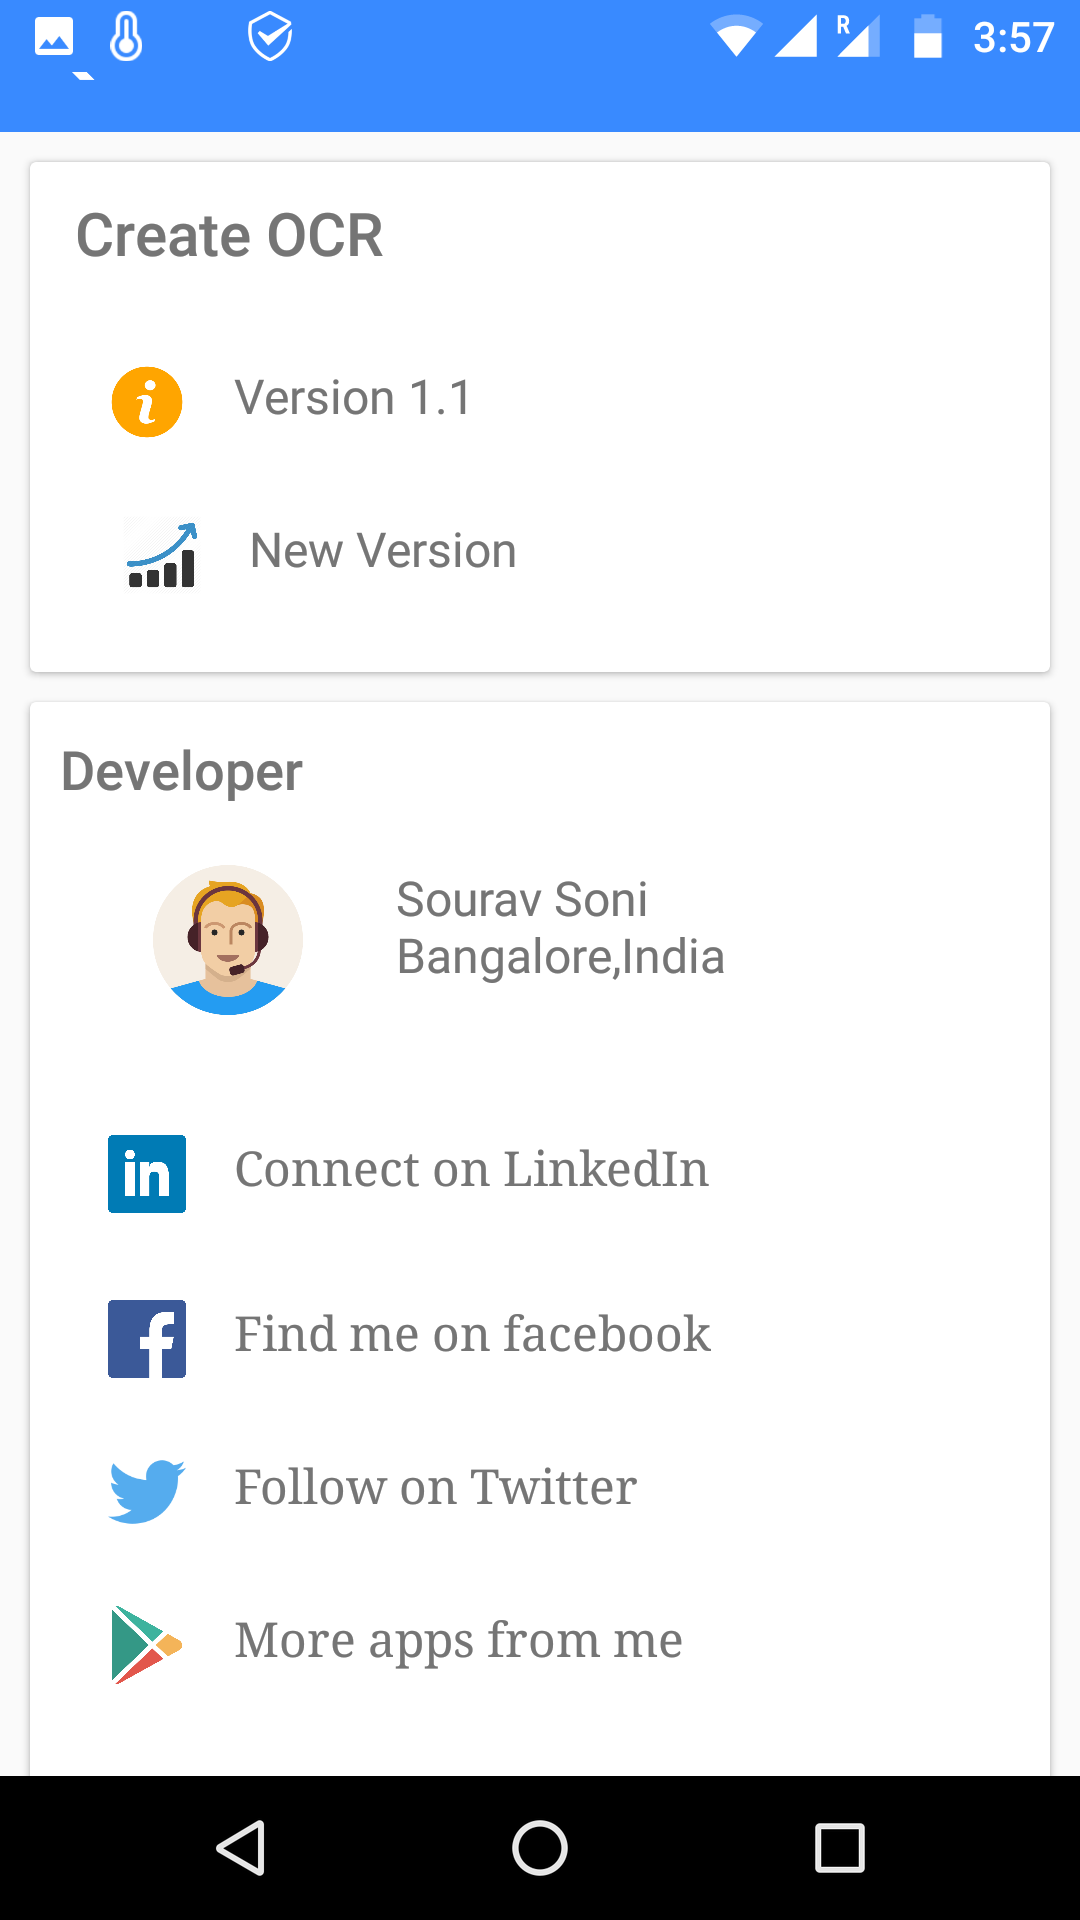 R 3:57
Create OCR
Version 1.1
New Version
Developer
Sourav Soni
Bangalore,India
Connect on LinkedIn
Find me on facebook
Follow on Twitter
More apps from me